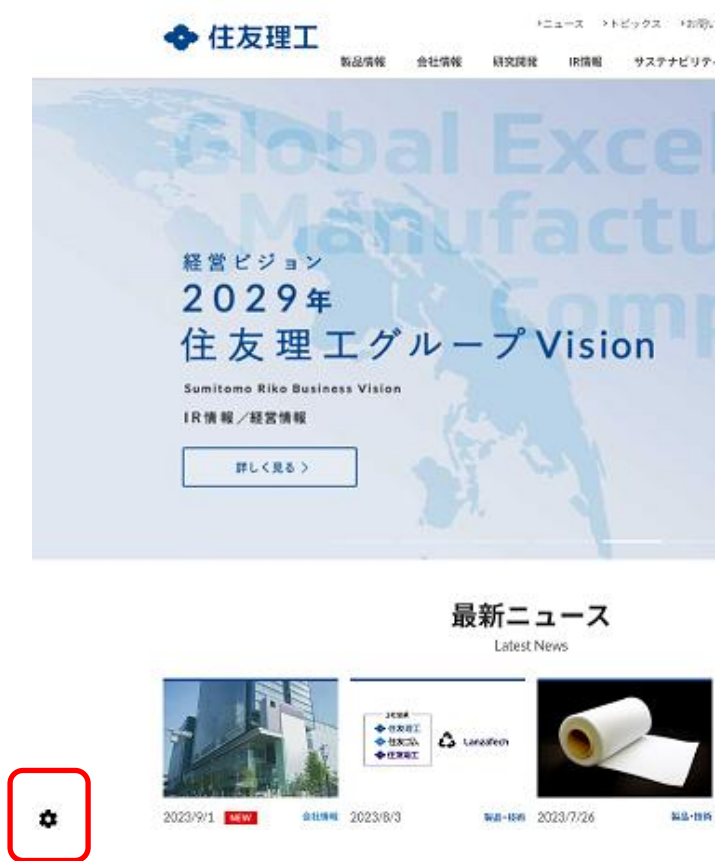 住友理工
ニュース トピックス
製品情報 会社情報 研究開発 IR情報 サステナビリティ
Global Excel
Manufactu
Comp
経営ビジョン
2029年
住友理工グループVision
Sumitomo Riko Business Vision
IR情報／経営情報
詳しく見る 〉
最新ニュース
Latest News
住友理工
住友ゴム
住友電工
Lanzatech
2023/9/1 NEW 会社情報
2023/8/3 製品・技術
2023/7/26 製品・技術